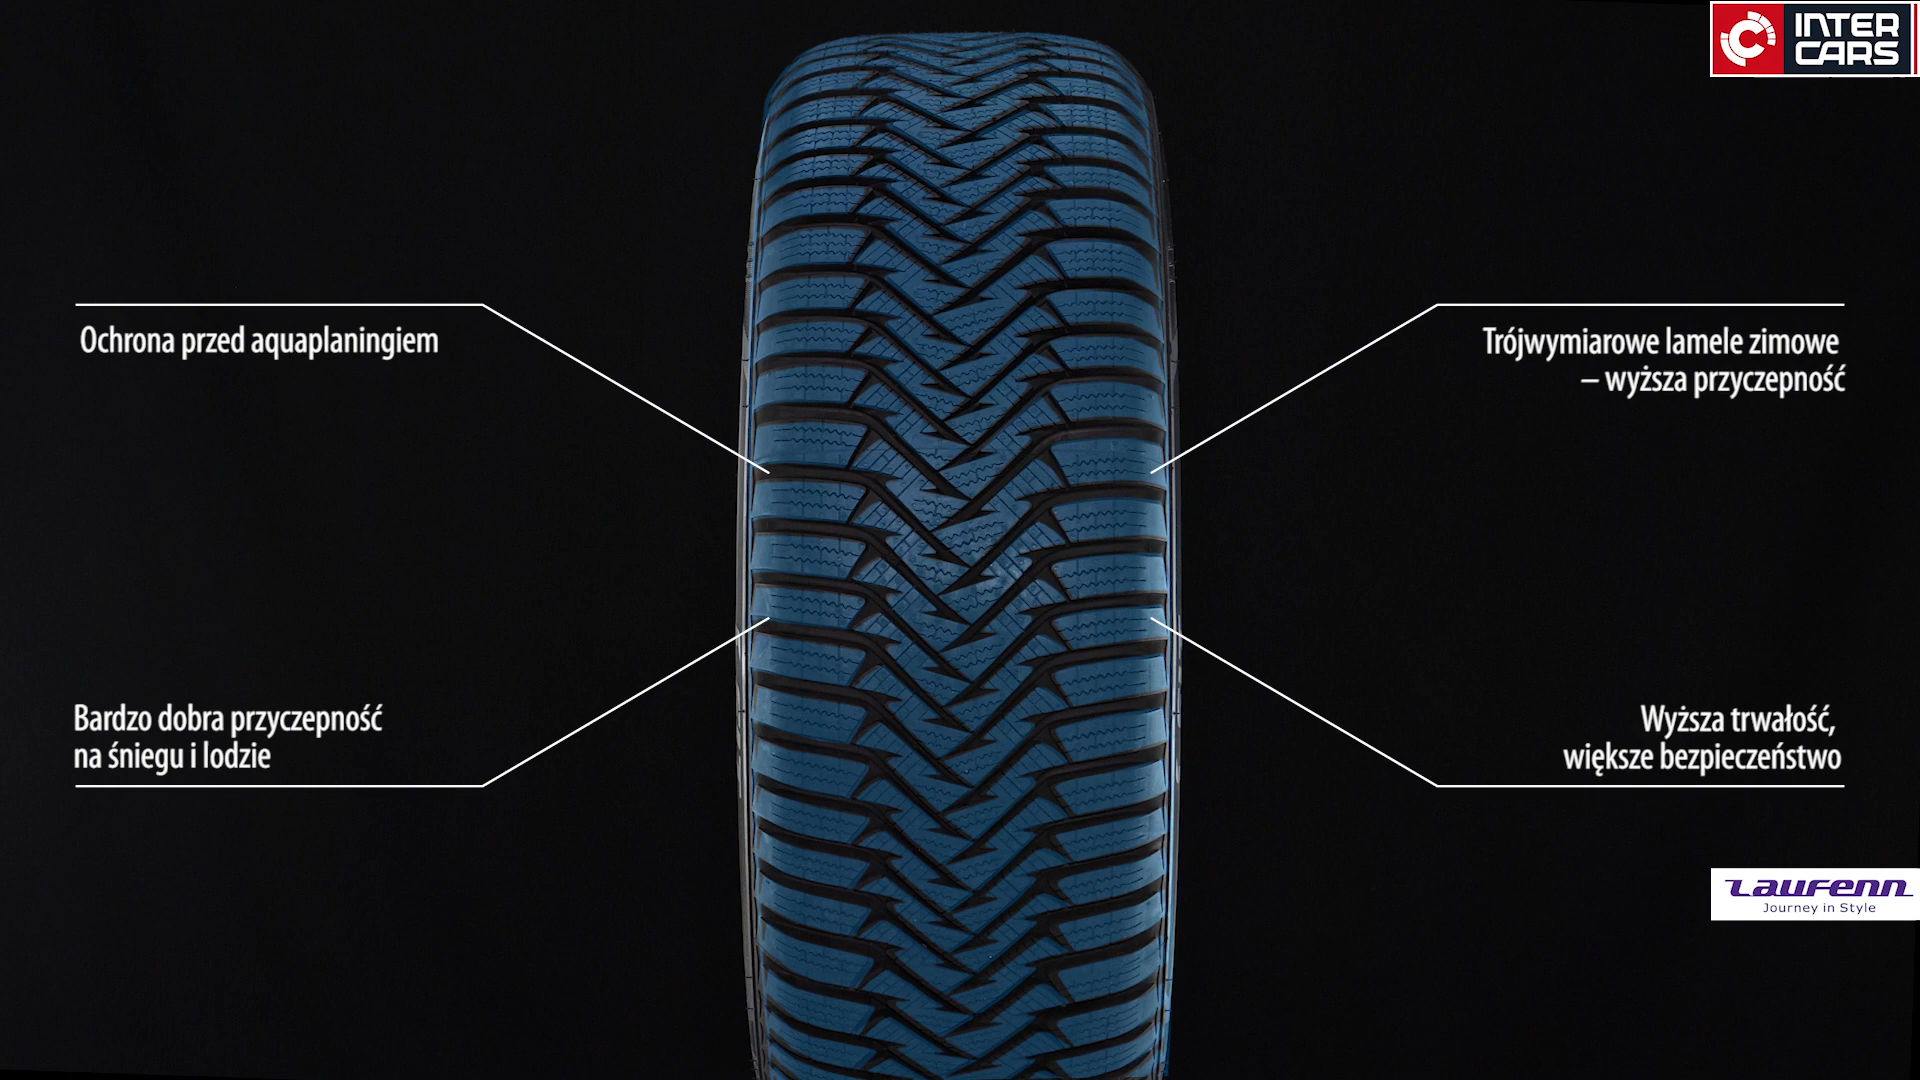 INTER
CARS
Ochrona przed aquaplaningiem
Trójwymiarowe lamele zimowe
– wyższa przyczepność
Bardzo dobra przyczepność
na śniegu i lodzie
Wyższa trwałość,
większe bezpieczeństwo
Laufenn
Journey in Style